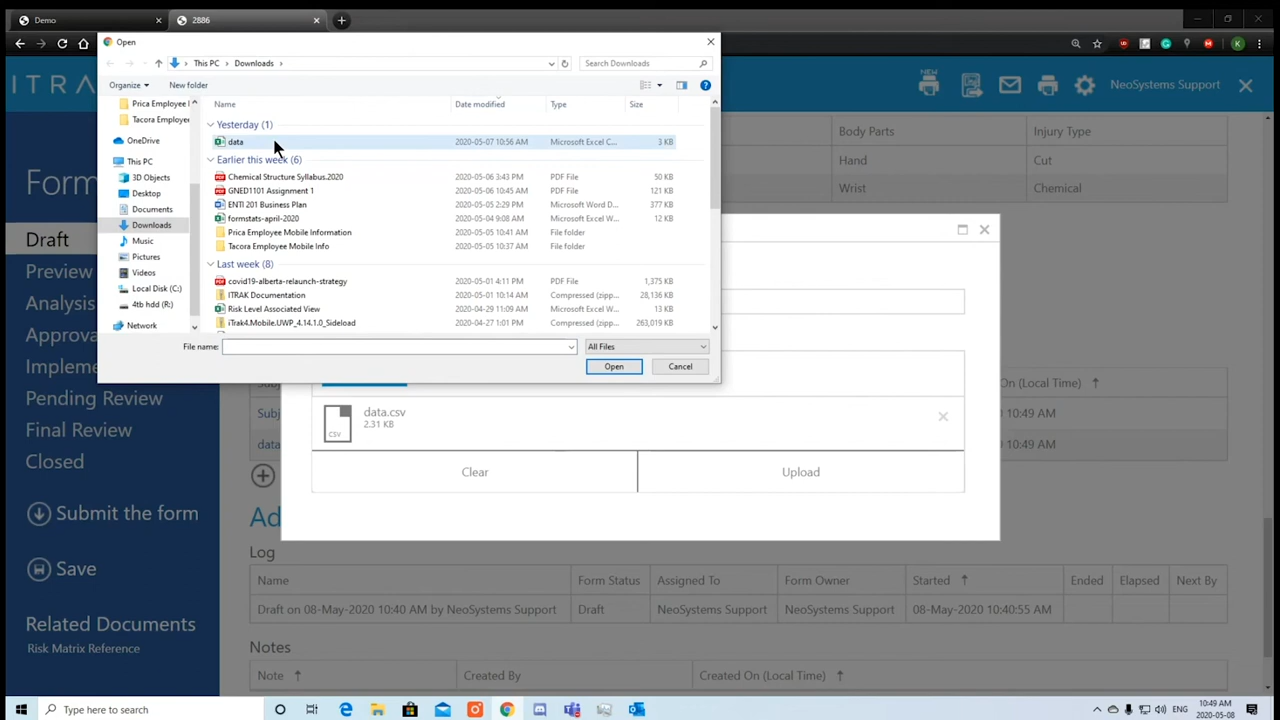 Demo
2886
Open
This PC
Downloads
Search Downloads
Organize
New folder
Name
Date modified
Type
Size
Prica Employee I
Tacora Employee
OneDrive
This PC
3D Objects
Desktop
Documents
Downloads
Music
Pictures
Videos
Local Disk (C:)
4tb hdd (R:)
Network
Yesterday (1)
data 2020-05-07 10:56 AM Microsoft Excel C... 3 KB
Earlier this week (6)
Chemical Structure Syllabus.2020 2020-05-06 3:43 PM PDF File 50 KB
GNED1101 Assignment 1 2020-05-06 10:45 AM PDF File 121 KB
ENTI 201 Business Plan 2020-05-05 2:29 PM Microsoft Word D... 377 KB
formstats-april-2020 2020-05-04 9:08 AM Microsoft Excel W... 12 KB
Prica Employee Mobile Information 2020-05-05 10:41 AM File folder
Tacora Employee Mobile Info 2020-05-05 10:37 AM File folder
Last week (8)
covid19-alberta-relaunch-strategy 2020-05-01 4:11 PM PDF File 1,375 KB
ITRAK Documentation 2020-05-01 10:14 AM Compressed (zipp... 28,136 KB
Risk Level Associated View 2020-04-29 11:09 AM Microsoft Excel W... 13 KB
iTrak4.Mobile.UWP_4.14.1.0_Sideload 2020-04-27 1:01 PM Compressed (zipp... 263,019 KB
File name:
All Files
Open
Cancel
ITRA
NEW
NeoSystems Support
Form
Draft
Preview
Analysis
Approva
Impleme
Pending Review
Final Review
Closed
Submit the form
Save
Related Documents
Risk Matrix Reference
Body Parts Injury Type
Hand Cut
Wrist Chemical
data.csv
2.31 KB
CSV
Clear
Upload
Subj
Subj
data
On (Local Time)
10:49 AM
10:49 AM
Ad
Log
Name Form Status Assigned To Form Owner Started Ended Elapsed Next By
Draft on 08-May-2020 10:40 AM by NeoSystems Support Draft NeoSystems Support NeoSystems Support 08-May-2020 10:40:55 AM
Notes
Note Created By Created On (Local Time)
Type here to search
ENG
10:49 AM
2020-05-08